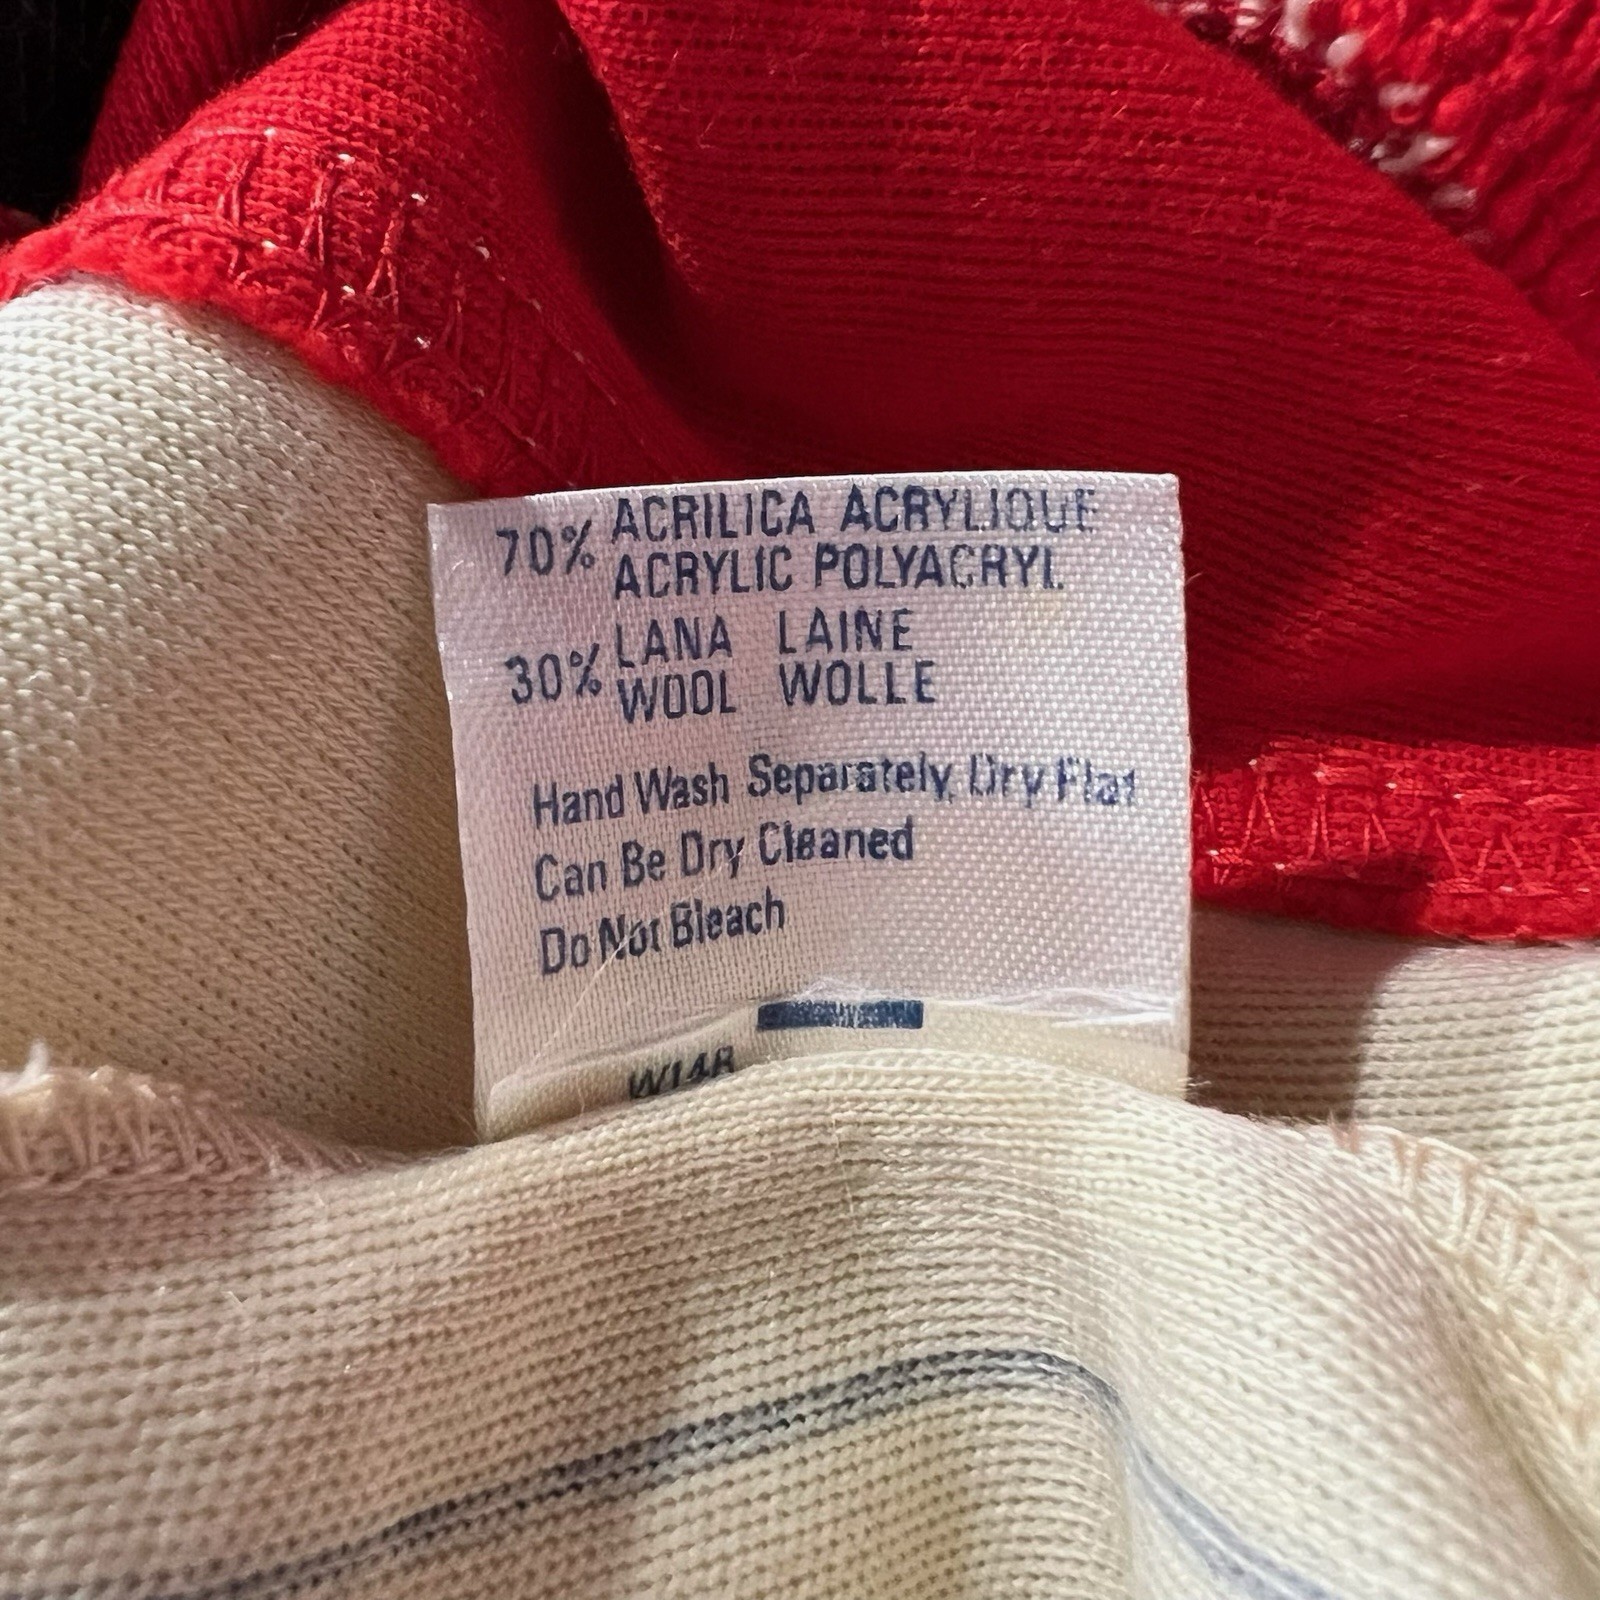 70% ACRILICA ACRYLIQUE
ACRYLIC POLYACRYL
30% LANA LAINE
WOOL WOLLE
Hand Wash Separately, Dry Flat
Can Be Dry Cleaned
Do Not Bleach